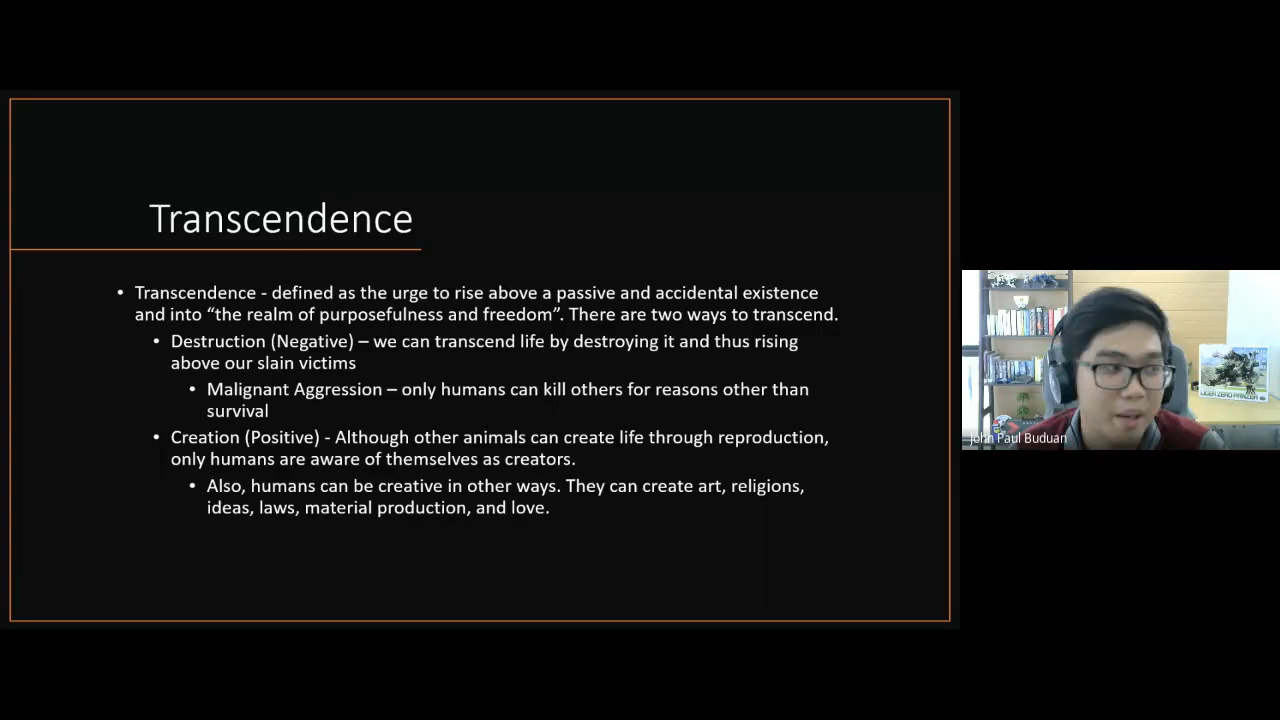 Transcendence
• Transcendence - defined as the urge to rise above a passive and accidental existence
and into “the realm of purposefulness and freedom”. There are two ways to transcend.
• Destruction (Negative) – we can transcend life by destroying it and thus rising
above our slain victims
• Malignant Aggression – only humans can kill others for reasons other than
survival
• Creation (Positive) - Although other animals can create life through reproduction,
only humans are aware of themselves as creators.
• Also, humans can be creative in other ways. They can create art, religions,
ideas, laws, material production, and love.
John Paul Buduan
LIGER ZERO PANZER